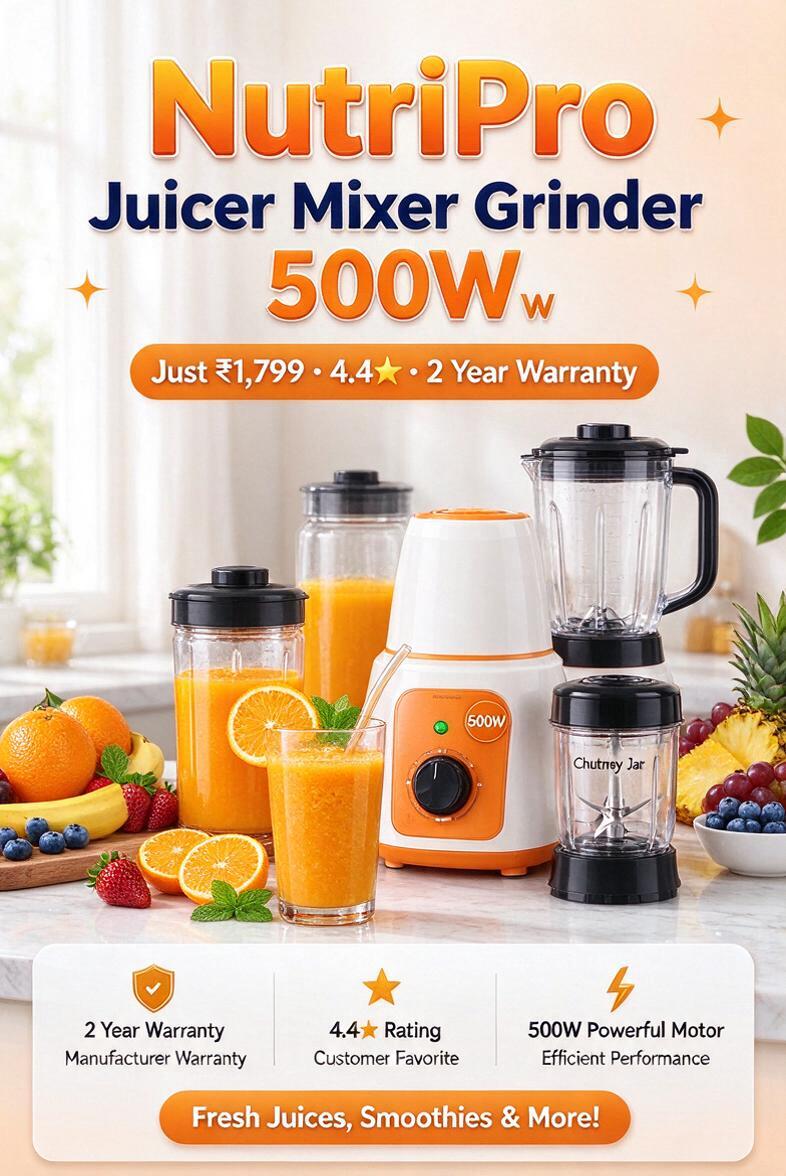 NutriPro
Juicer Mixer Grinder
500W w
Just ₹1,799 • 4.4⭐ • 2 Year Warranty
500W
Chutney Jar
2 Year Warranty
Manufacturer Warranty
4.4⭐ Rating
Customer Favorite
500W Powerful Motor
Efficient Performance
Fresh Juices, Smoothies & More!